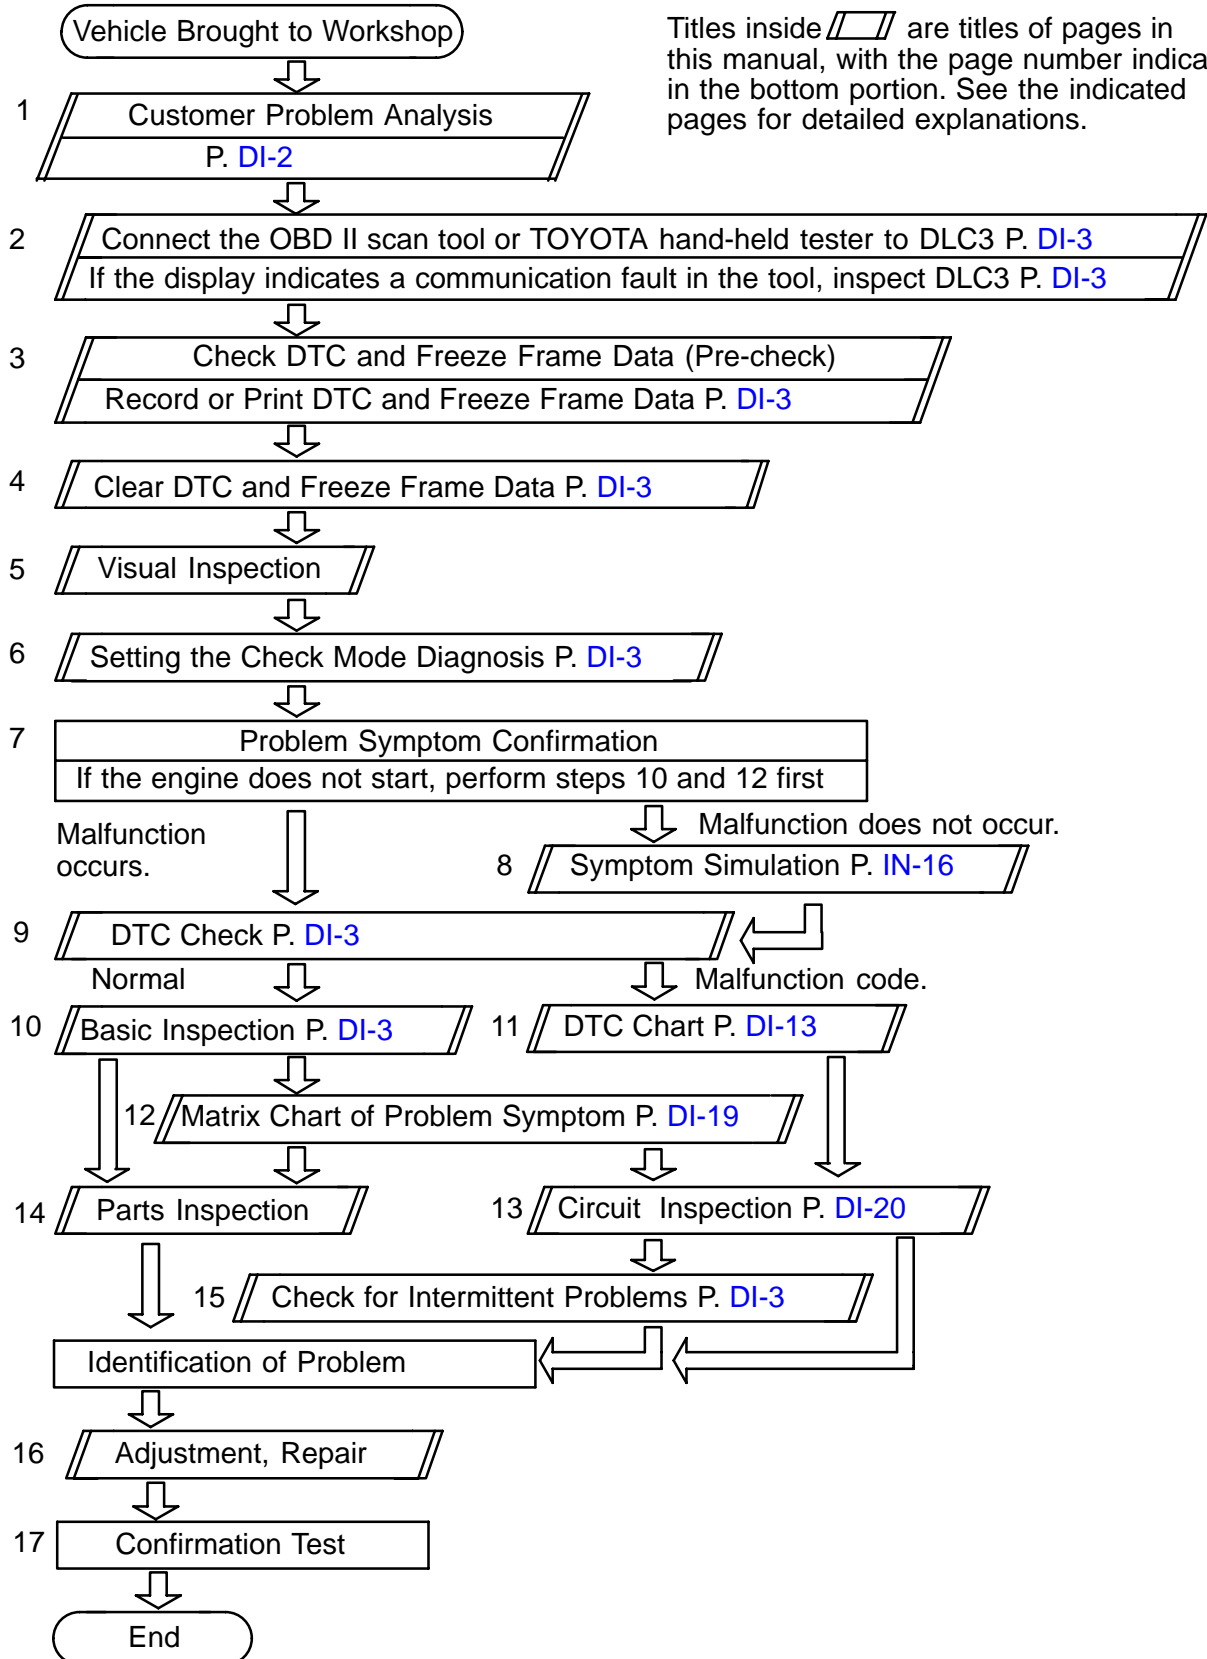 Vehicle Brought to Workshop
Titles inside are titles of pages in
this manual, with the page number indica
in the bottom portion. See the indicated
pages for detailed explanations.
1
Customer Problem Analysis
P. DI-2
2
Connect the OBD II scan tool or TOYOTA hand-held tester to DLC3 P. DI-3
If the display indicates a communication fault in the tool, inspect DLC3 P. DI-3
3
Check DTC and Freeze Frame Data (Pre-check)
Record or Print DTC and Freeze Frame Data P. DI-3
4
Clear DTC and Freeze Frame Data P. DI-3
5
Visual Inspection
6
Setting the Check Mode Diagnosis P. DI-3
7
Problem Symptom Confirmation
If the engine does not start, perform steps 10 and 12 first
Malfunction
occurs.
Malfunction does not occur.
8
Symptom Simulation P. IN-16
9
DTC Check P. DI-3
Normal
Malfunction code.
10
Basic Inspection P. DI-3
11
DTC Chart P. DI-13
12
Matrix Chart of Problem Symptom P. DI-19
14
Parts Inspection
13
Circuit Inspection P. DI-20
15
Check for Intermittent Problems P. DI-3
Identification of Problem
16
Adjustment, Repair
17
Confirmation Test
End